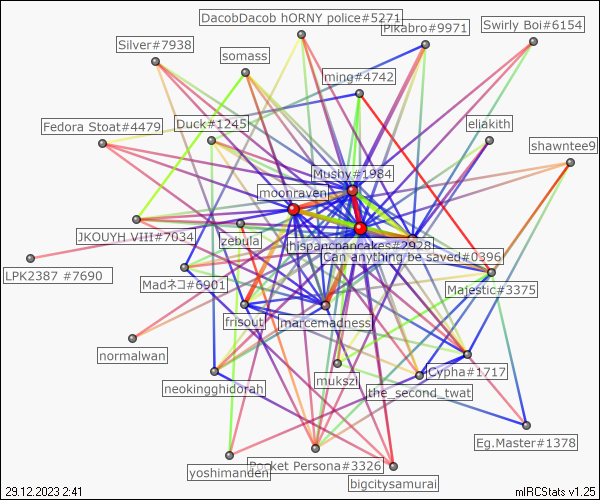 DacobDacob hORNY police#5271
Pikabro#9971
Swirly Boi#6154
Silver#7938
somass
ming#4742
Fedora Stoat#4479
Duck#1245
eliakith
shawntee9
Mushy#1984
moonraven
JKOUYH VIII#7034
zebula
hispancpancakes#2928
Can anything be saved#0396
LPK2387 #7690
Madネコ#6901
Majestic#3375
frisout
marcemadness
normalwan
neokingghidorah
mukszi
Cypha#1717
the_second_twat
Eg.Master#1378
yoshimanden
Pocket Persona#3326
bigcitysamurai
29.12.2023 2:41
mIRCStats v1.25